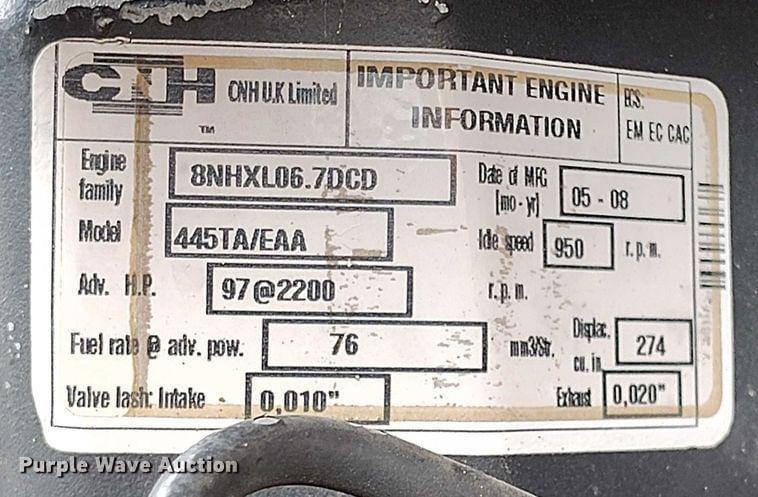 CNH CNH U.K Limited IMPORTANT ENGINE INFORMATION ECS:
TM EM EC CAC
Engine family 8NHXL06.7DCD Date of MFG [mo - yr] 05 - 08
Model 445TA/EAA Idle speed 950 r.p.m.
Adv. H.P. 97@2200 r.p.m.
Fuel rate @ adv. pow. 76 mm3/Str. Displac. cu. in. 274
Valve lash: Intake 0,010" Exhaust 0,020"
Purple Wave Auction